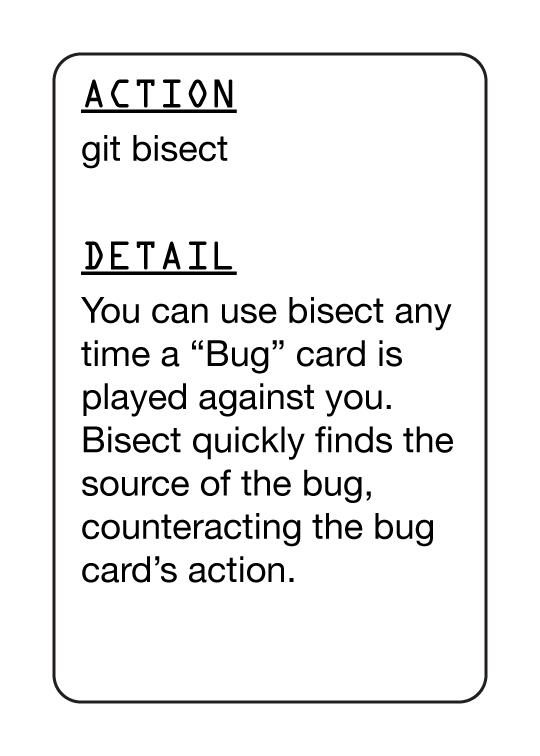 ACTION
git bisect
DETAIL
You can use bisect any
time a “Bug” card is
played against you.
Bisect quickly finds the
source of the bug,
counteracting the bug
card’s action.